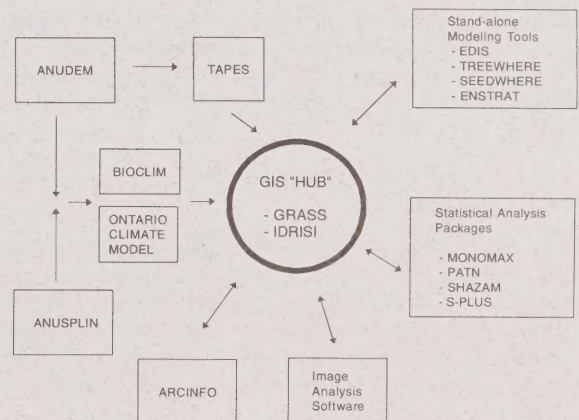 ANUDEM
TAPES
Stand-alone
Modeling Tools
- EDIS
- TREEWHERE
- SEEDWHERE
- ENSTRAT
BIOCLIM
ONTARIO
CLIMATE
MODEL
GIS "HUB"
- GRASS
- IDRISI
Statistical Analysis
Packages
- MONOMAX
- PATN
- SHAZAM
- S-PLUS
ANUSPLIN
ARCINFO
Image
Analysis
Software